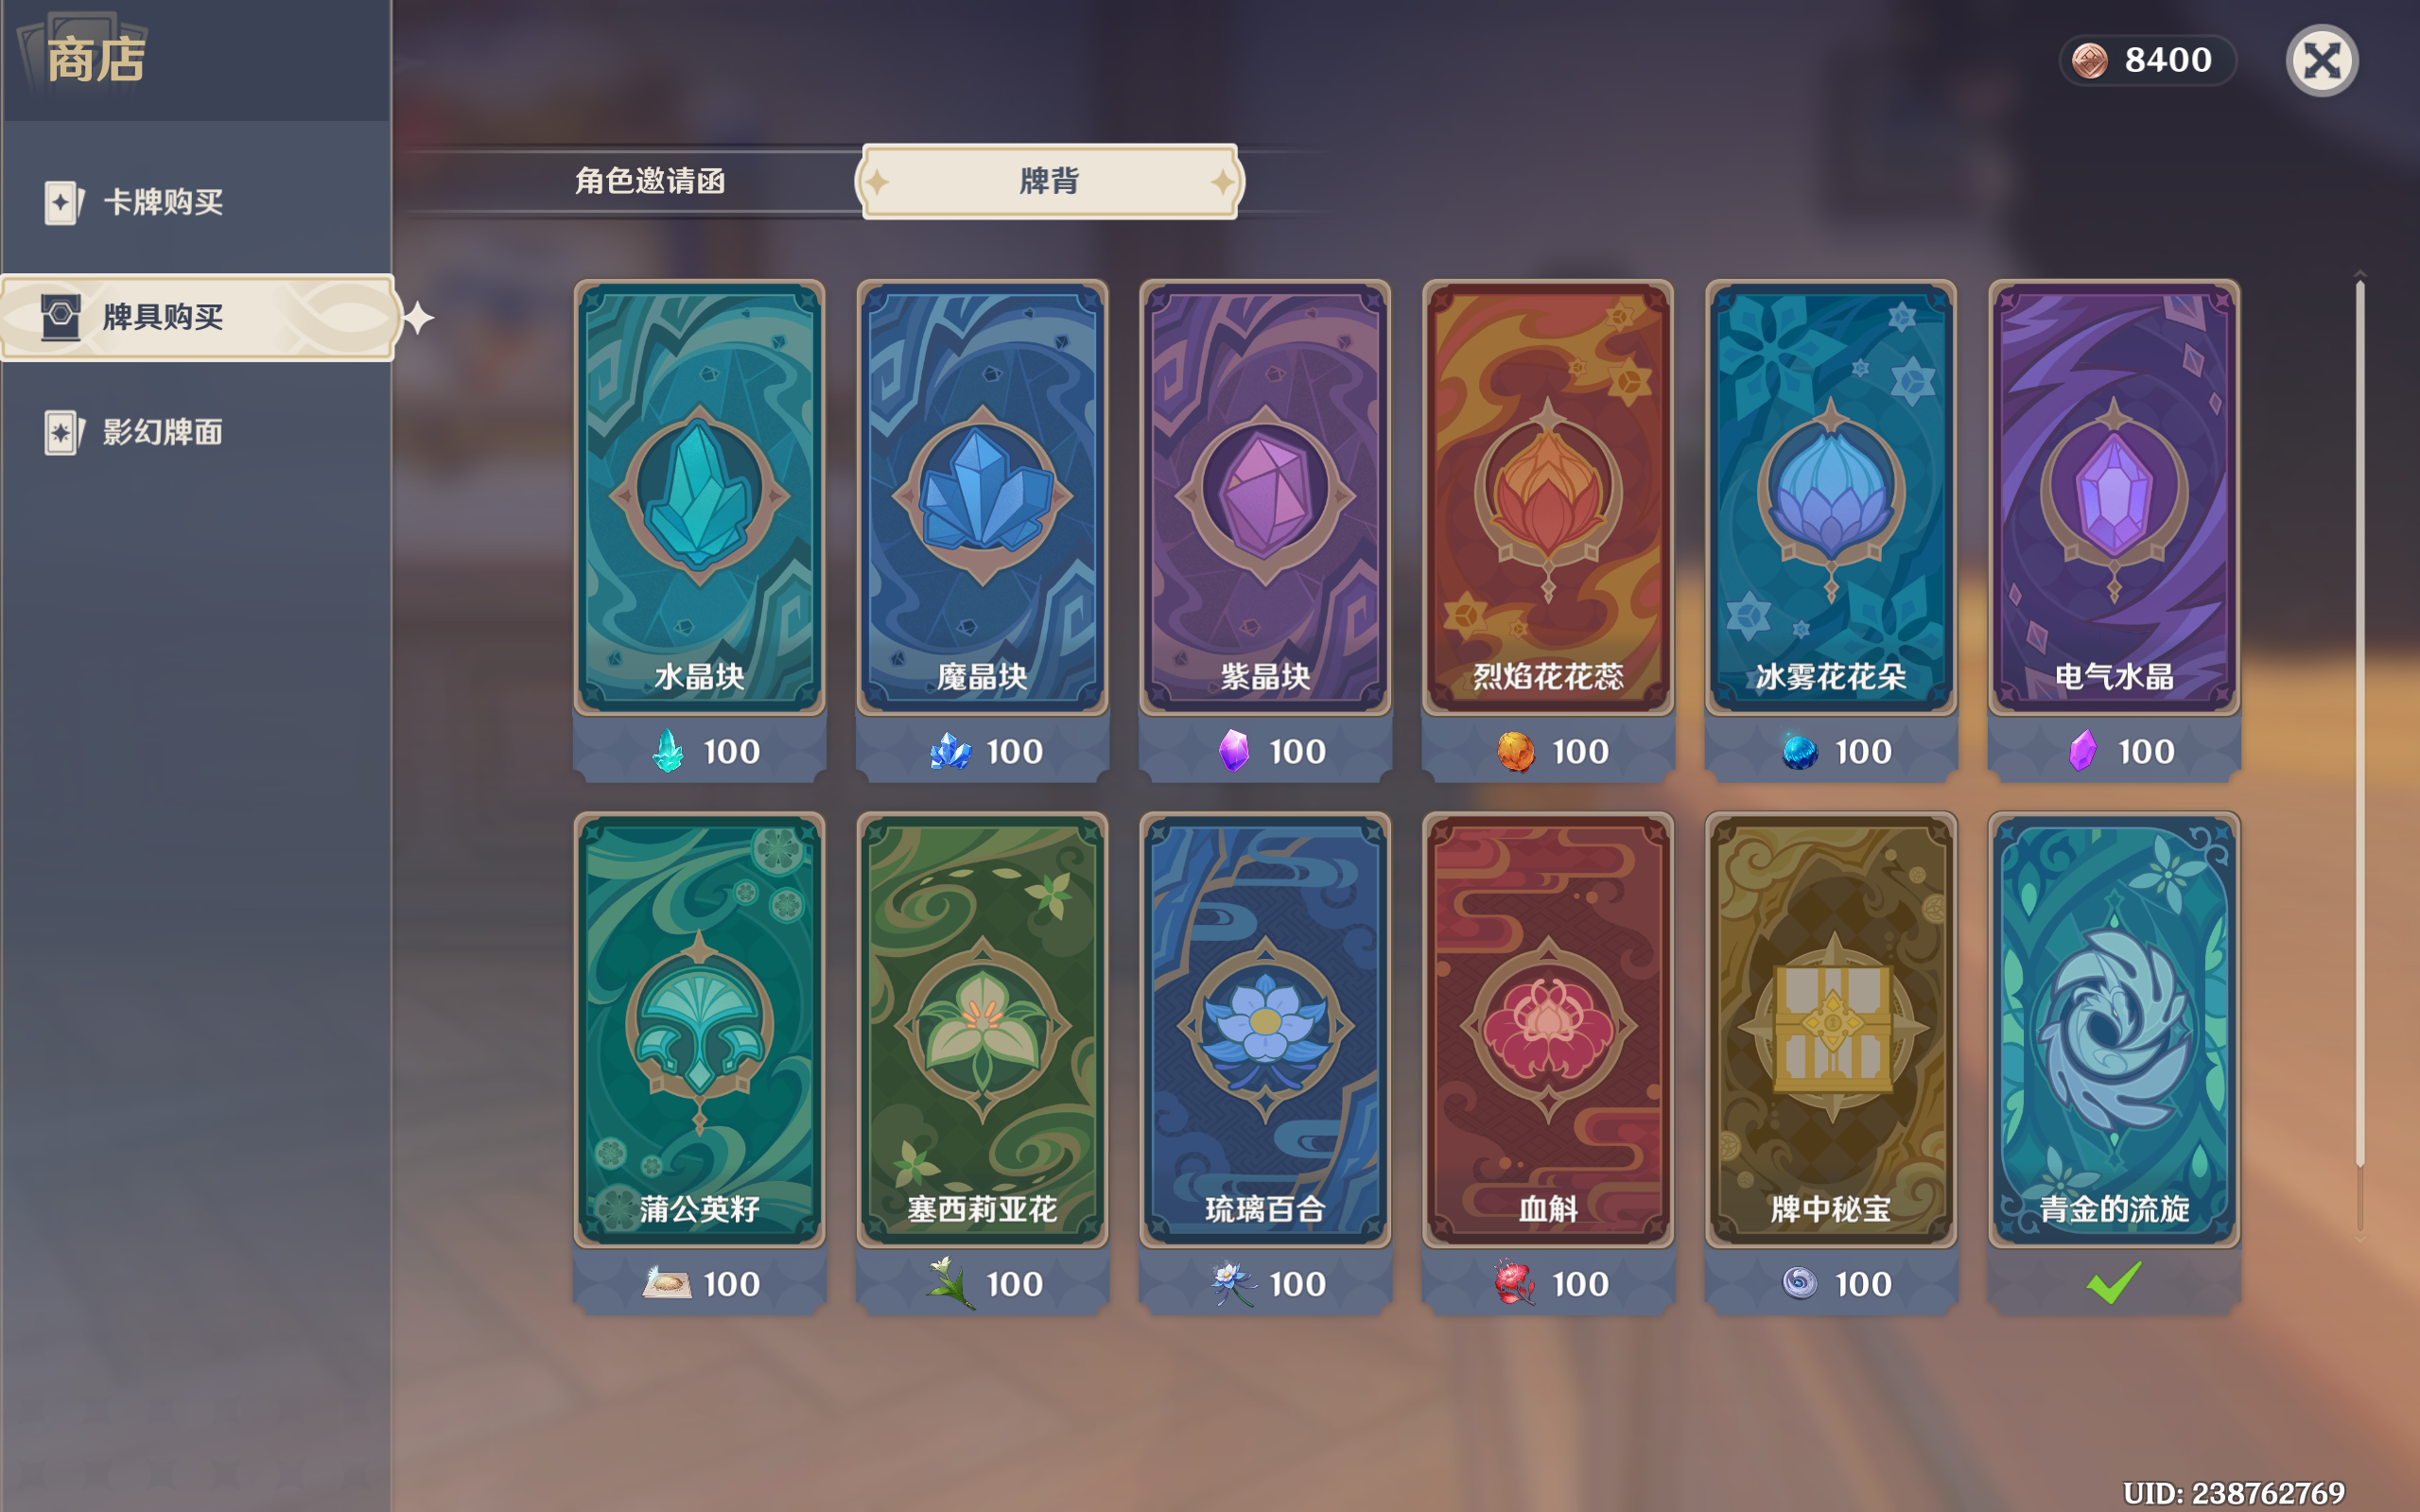 商店
8400
卡牌购买
牌具购买
影幻牌面
角色邀请函
牌背
水晶块
魔晶块
紫晶块
烈焰花花蕊
冰雾花花朵
电气水晶
100
100
100
100
100
100
蒲公英籽
塞西莉亚花
琉璃百合
血斛
牌中秘宝
青金的流旋
100
100
100
100
100
UID: 238762769